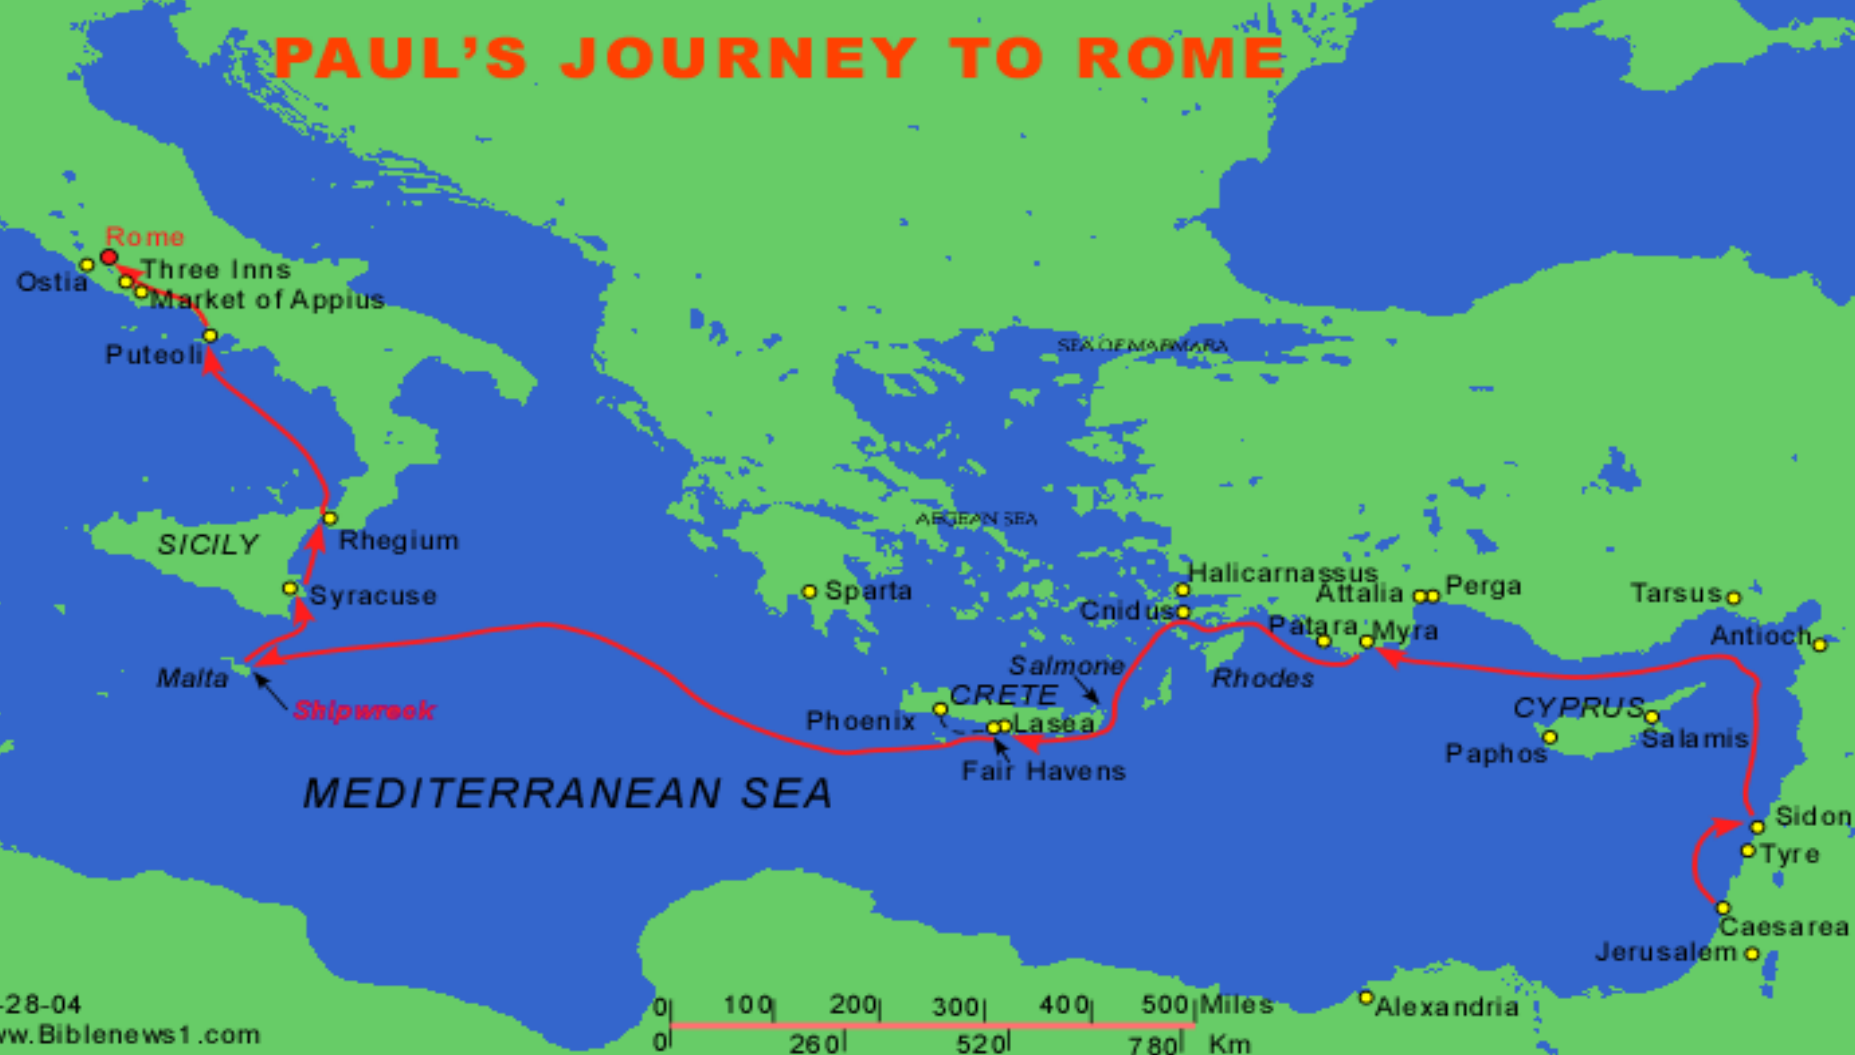 PAUL'S JOURNEY TO ROME
Rome
Three Inns
Ostia
Market of Appius
Puteoli
SEA OF MARMARA
AEGEAN SEA
SICILY
Rhegium
Syracuse
Sparta
Halicarnassus
Attalia
Perga
Tarsus
Cnidus
Patara
Myra
Antioch
Malta
Shipwreck
Salmone
Rhodes
CRETE
Phoenix
Lasea
Fair Havens
CYPRUS
Salamis
Paphos
MEDITERRANEAN SEA
Sidon
Tyre
Caesarea
Jerusalem
Alexandria
-28-04
ww.Biblenews1.com
0 100 200 300 400 500 Miles
0 260 520 780 Km